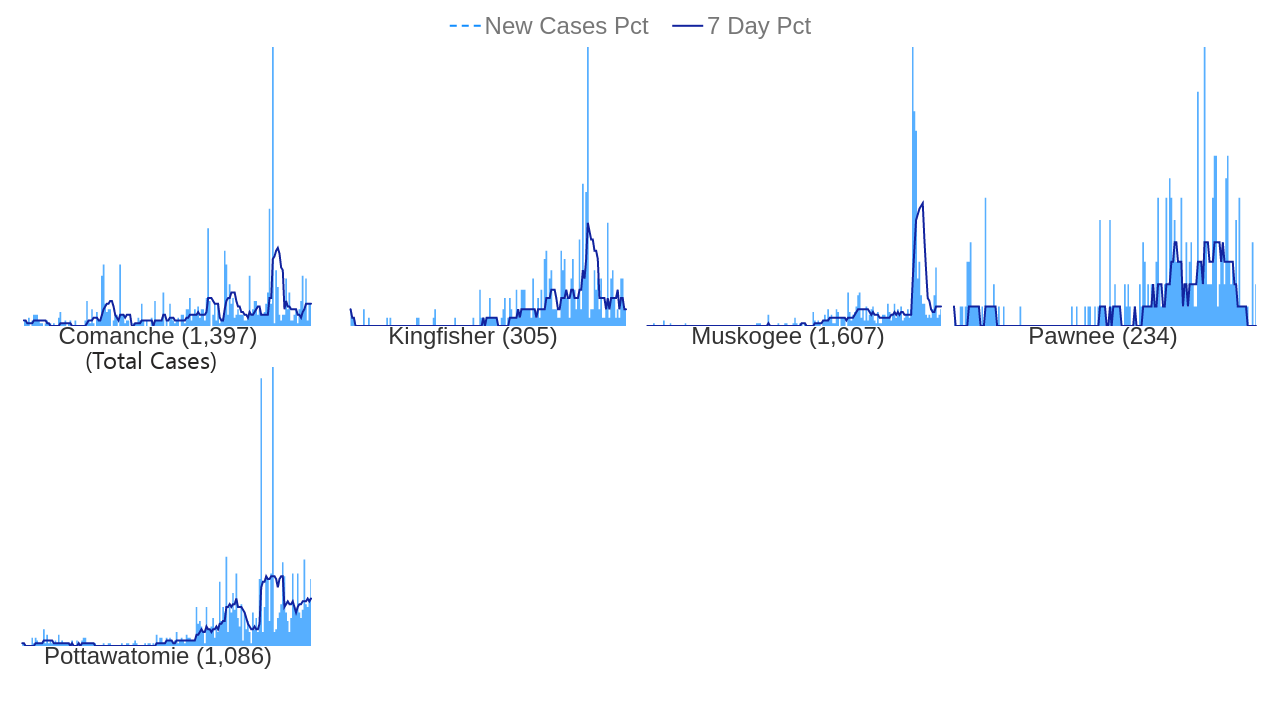 New Cases Pct 7 Day Pct
Comanche (1,397)
(Total Cases)
Kingfisher (305)
Muskogee (1,607)
Pawnee (234)
Pottawatomie (1,086)